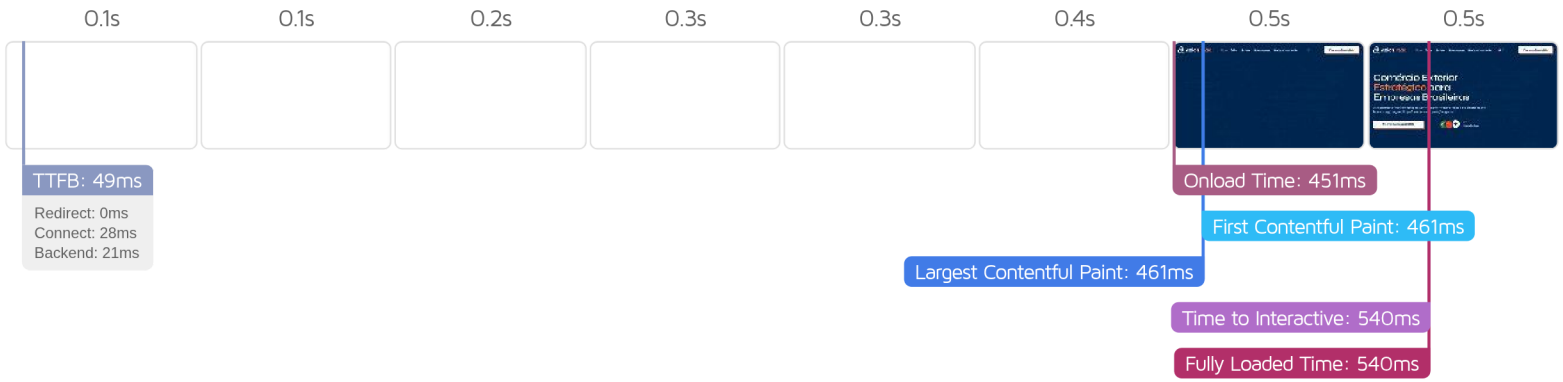 0.1s 0.1s 0.2s 0.3s 0.3s 0.4s 0.5s 0.5s
Comércio Exterior
Estratégico para
Empresas Brasileiras
TTFB: 49ms
Redirect: 0ms
Connect: 28ms
Backend: 21ms
Onload Time: 451ms
First Contentful Paint: 461ms
Largest Contentful Paint: 461ms
Time to Interactive: 540ms
Fully Loaded Time: 540ms